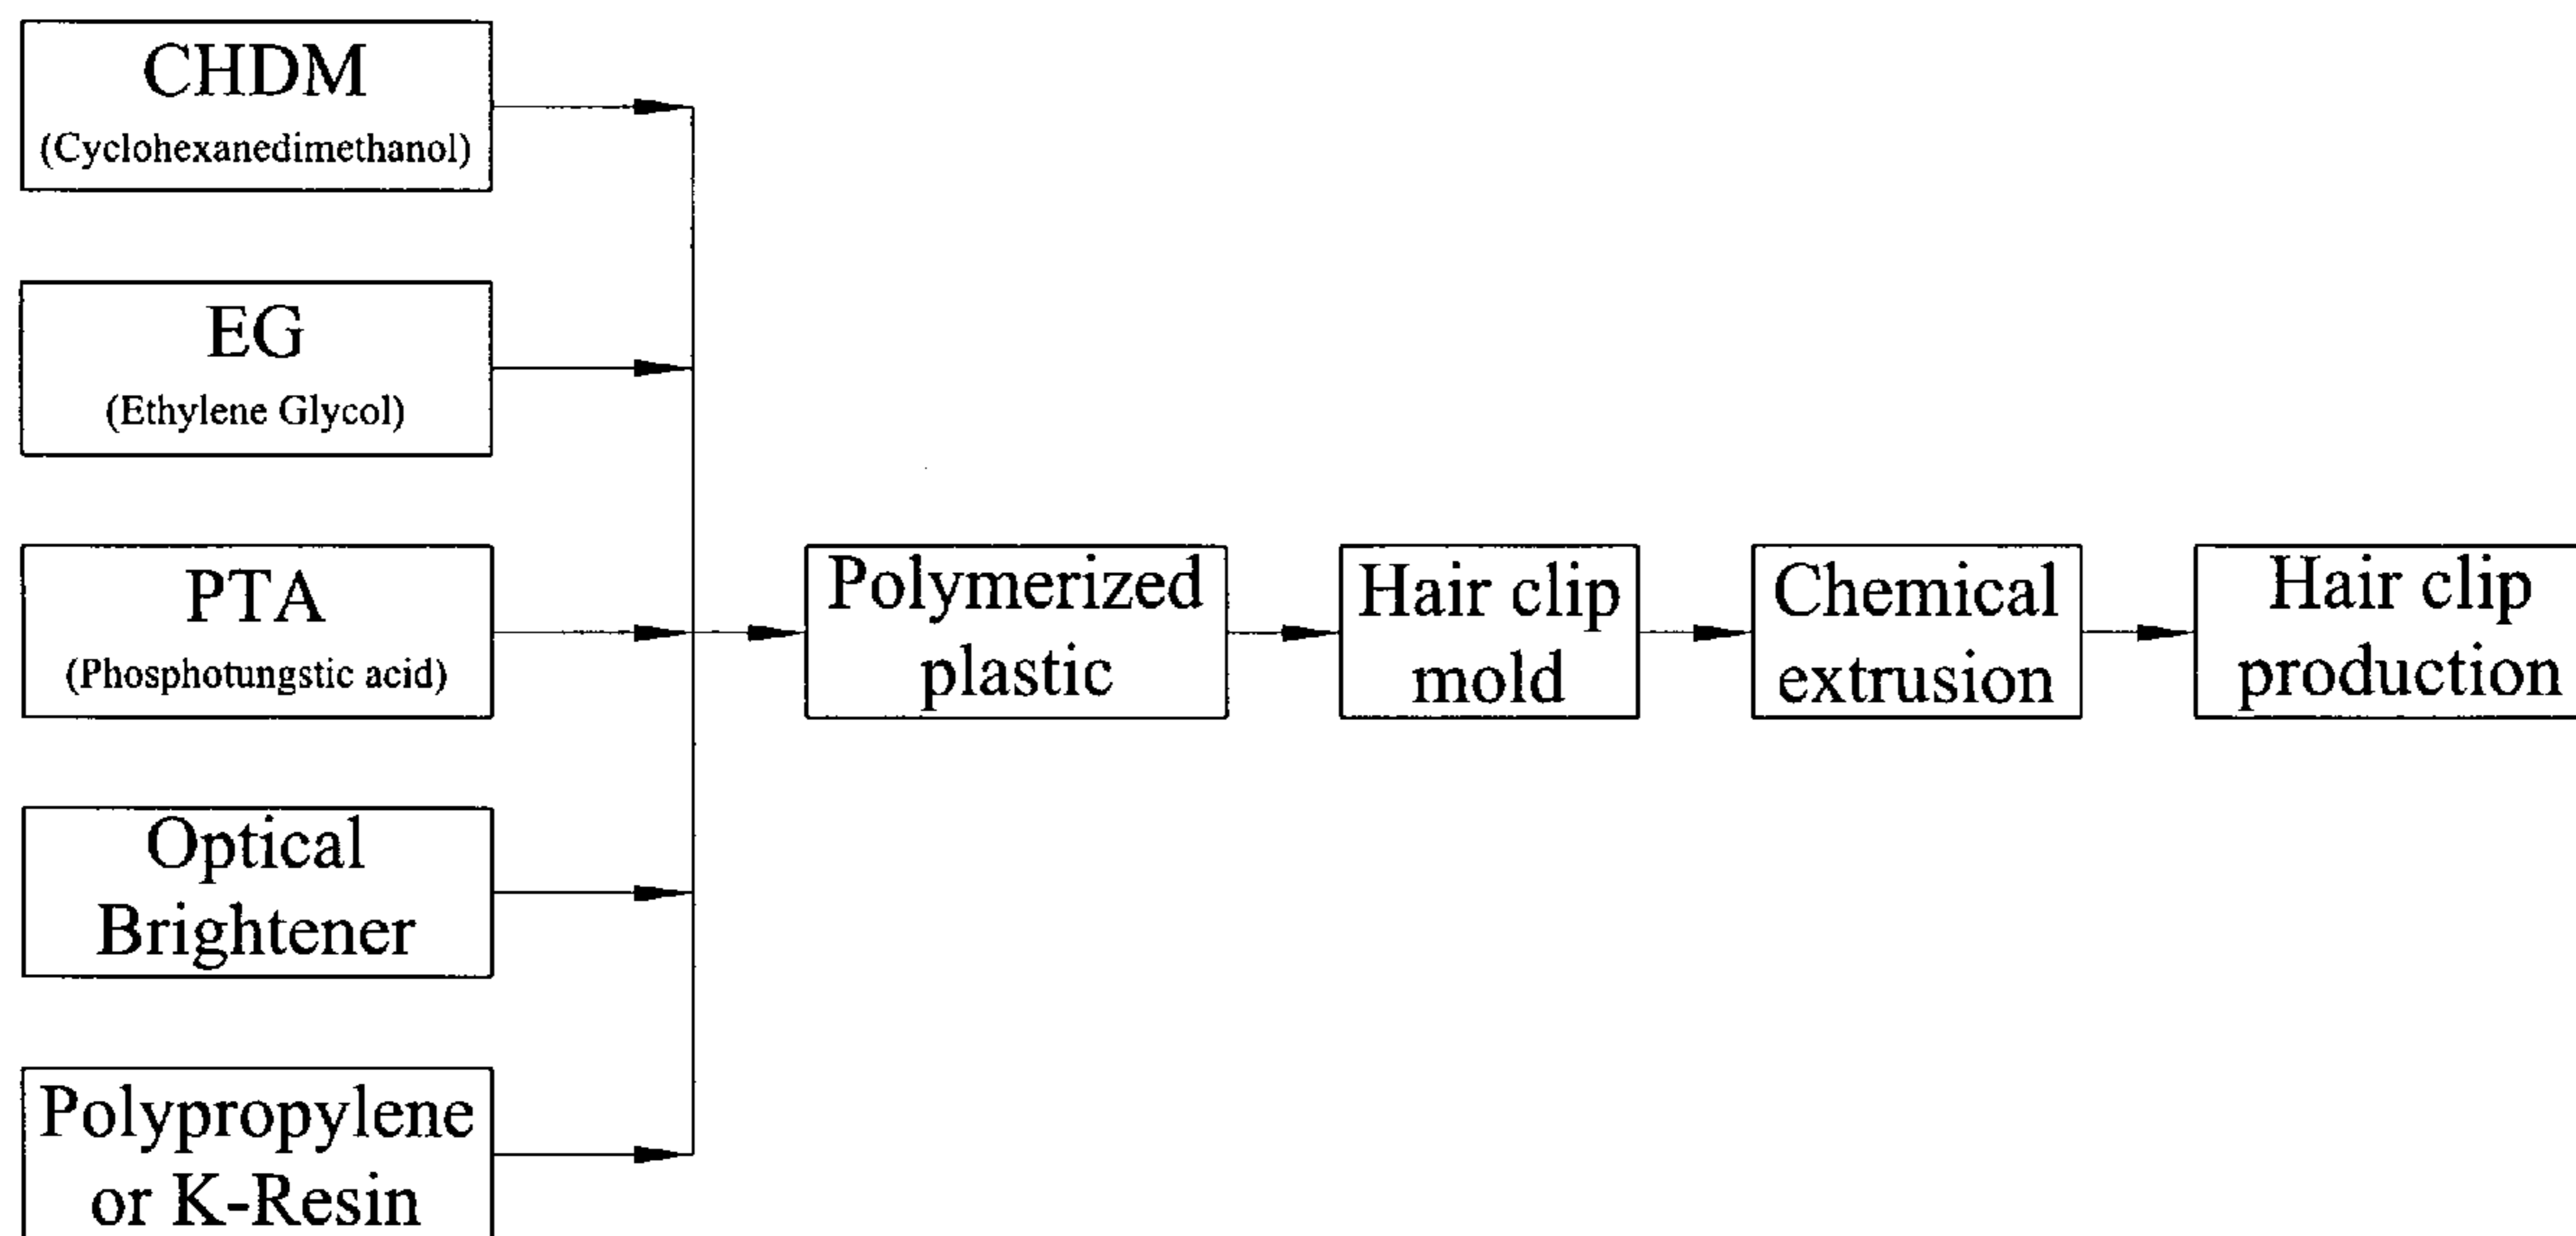 CHDM
(Cyclohexanedimethanol)
EG
(Ethylene Glycol)
PTA
(Phosphotungstic acid)
Optical
Brightener
Polypropylene
or K-Resin
Polymerized
plastic
Hair clip
mold
Chemical
extrusion
Hair clip
production